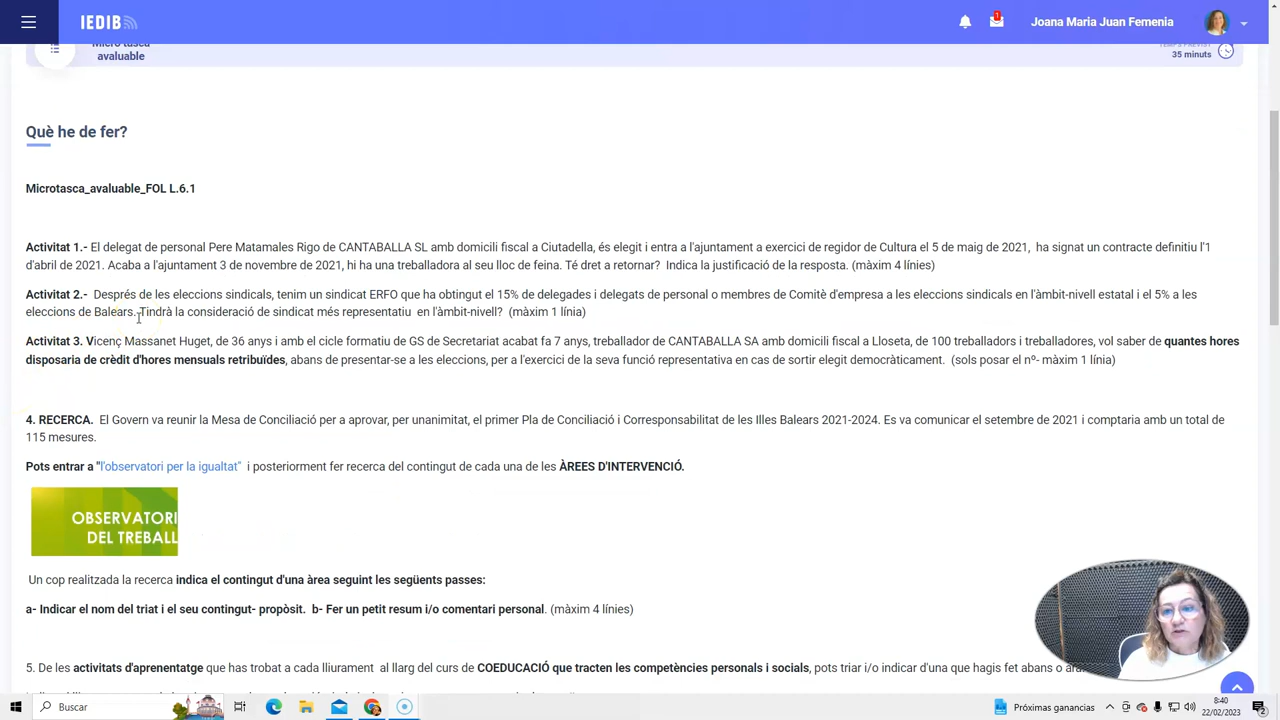 IEDIB
1
Joana Maria Juan Femenia
Micro tasca
avaluable
35 minuts
Què he de fer?
Microtasca_avaluable_FOL L.6.1
Activitat 1.- El delegat de personal Pere Matamales Rigo de CANTABALLA SL amb domicili fiscal a Ciutadella, és elegit i entra a l'ajuntament a exercici de regidor de Cultura el 5 de maig de 2021, ha signat un contracte definitiu l'1
d'abril de 2021. Acaba a l'ajuntament 3 de novembre de 2021, hi ha una treballadora al seu lloc de feina. Té dret a retornar? Indica la justificació de la resposta. (màxim 4 línies)
Activitat 2.- Després de les eleccions sindicals, tenim un sindicat ERFO que ha obtingut el 15% de delegades i delegats de personal o membres de Comitè d'empresa a les eleccions sindicals en l'àmbit-nivell estatal i el 5% a les
eleccions de Balears. Tindrà la consideració de sindicat més representatiu en l'àmbit-nivell? (màxim 1 línia)
Activitat 3. Vicenç Massanet Huget, de 36 anys i amb el cicle formatiu de GS de Secretariat acabat fa 7 anys, treballador de CANTABALLA SA amb domicili fiscal a Lloseta, de 100 treballadors i treballadores, vol saber de quantes hores
disposaria de crèdit d'hores mensuals retribuïdes, abans de presentar-se a les eleccions, per a l'exercici de la seva funció representativa en cas de sortir elegit democràticament. (sols posar el nº- màxim 1 línia)
4. RECERCA. El Govern va reunir la Mesa de Conciliació per a aprovar, per unanimitat, el primer Pla de Conciliació i Corresponsabilitat de les Illes Balears 2021-2024. Es va comunicar el setembre de 2021 i comptaria amb un total de
115 mesures.
Pots entrar a "l'observatori per la igualtat" i posteriorment fer recerca del contingut de cada una de les ÀREES D'INTERVENCIÓ.
OBSERVATORI
DEL TREBALL
Un cop realitzada la recerca indica el contingut d'una àrea seguint les següents passes:
a- Indicar el nom del triat i el seu contingut- propòsit. b- Fer un petit resum i/o comentari personal. (màxim 4 línies)
5. De les activitats d'aprenentatge que has trobat a cada lliurament al llarg del curs de COEDUCACIÓ que tracten les competències personals i socials, pots triar i/o indicar d'una que hagis fet abans o
Buscar
Próximas ganancias
8:40
22/02/2023
2